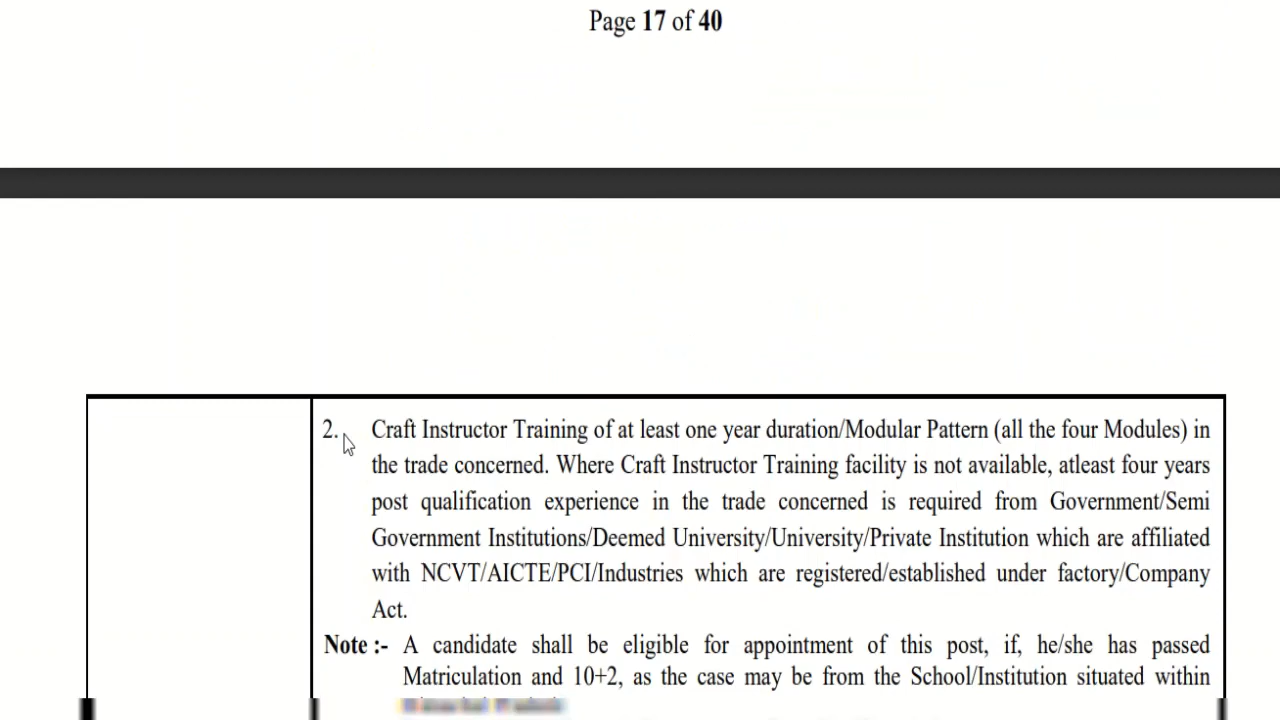 Page 17 of 40
2. Craft Instructor Training of at least one year duration/Modular Pattern (all the four Modules) in
the trade concerned. Where Craft Instructor Training facility is not available, atleast four years
post qualification experience in the trade concerned is required from Government/Semi
Government Institutions/Deemed University/University/Private Institution which are affiliated
with NCVT/AICTE/PCI/Industries which are registered/established under factory/Company
Act.
Note :- A candidate shall be eligible for appointment of this post, if, he/she has passed
Matriculation and 10+2, as the case may be from the School/Institution situated within